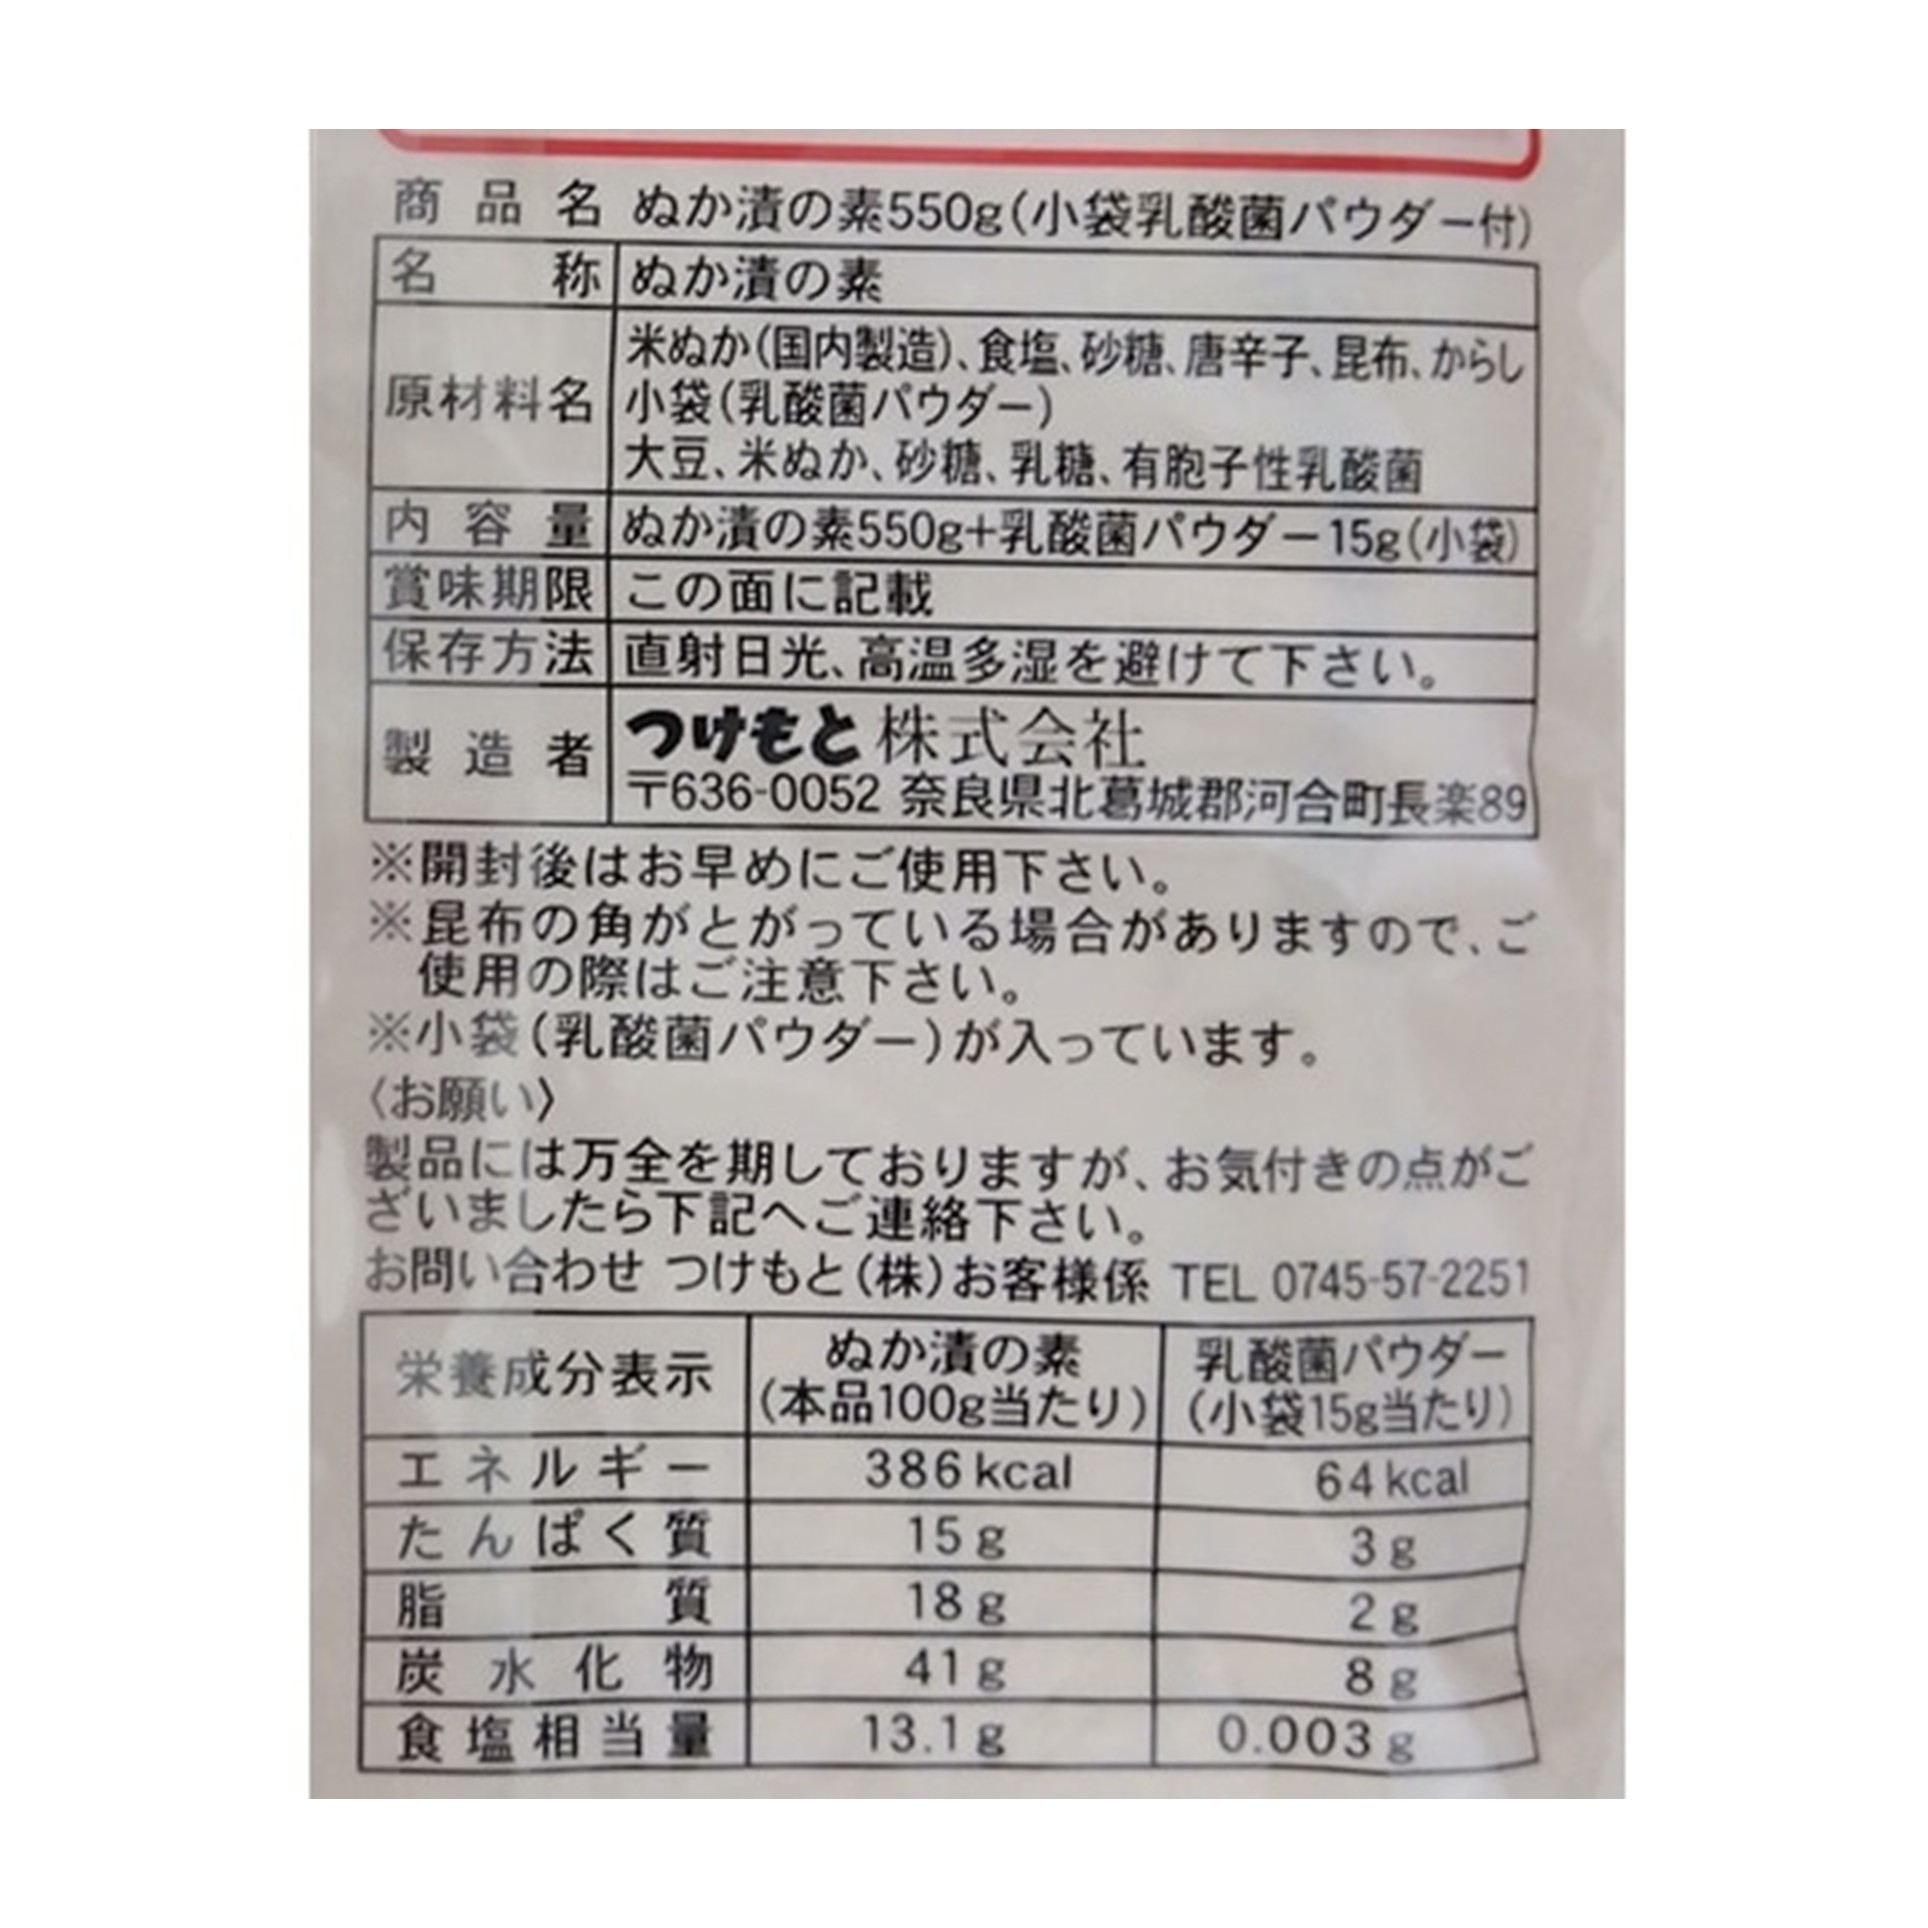 商品名 ぬか漬の素550g(小袋乳酸菌パウダー付)
名称 ぬか漬の素
原材料名 米ぬか(国内製造)、食塩、砂糖、唐辛子、昆布、からし
小袋(乳酸菌パウダー)
大豆、米ぬか、砂糖、乳糖、有胞子性乳酸菌
内容量 ぬか漬の素550g+乳酸菌パウダー15g(小袋)
賞味期限 この面に記載
保存方法 直射日光、高温多湿を避けて下さい。
製造者 つけもと株式会社
〒636-0052 奈良県北葛城郡河合町長楽89
※開封後はお早めにご使用下さい。
※昆布の角がとがっている場合がありますので、ご
使用の際はご注意下さい。
※小袋(乳酸菌パウダー)が入っています。
〈お願い〉
製品には万全を期しておりますが、お気付きの点がご
ざいましたら下記へご連絡下さい。
お問い合わせ つけもと(株)お客様係 TEL 0745-57-2251
栄養成分表示 ぬか漬の素 乳酸菌パウダー
(本品100g当たり) (小袋15g当たり)
エネルギー 386kcal 64kcal
たんぱく質 15g 3g
脂質 18g 2g
炭水化物 41g 8g
食塩相当量 13.1g 0.003g